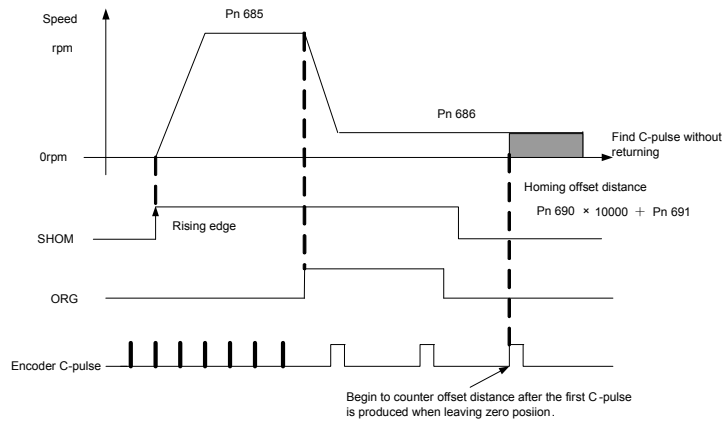 Speed
rpm
Pn 685
Pn 686
0rpm
Find C-pulse without
returning
Homing offset distance
Pn 690 × 10000 + Pn 691
Rising edge
SHOM
ORG
Encoder C-pulse
Begin to counter offset distance after the first C-pulse
is produced when leaving zero posiion.